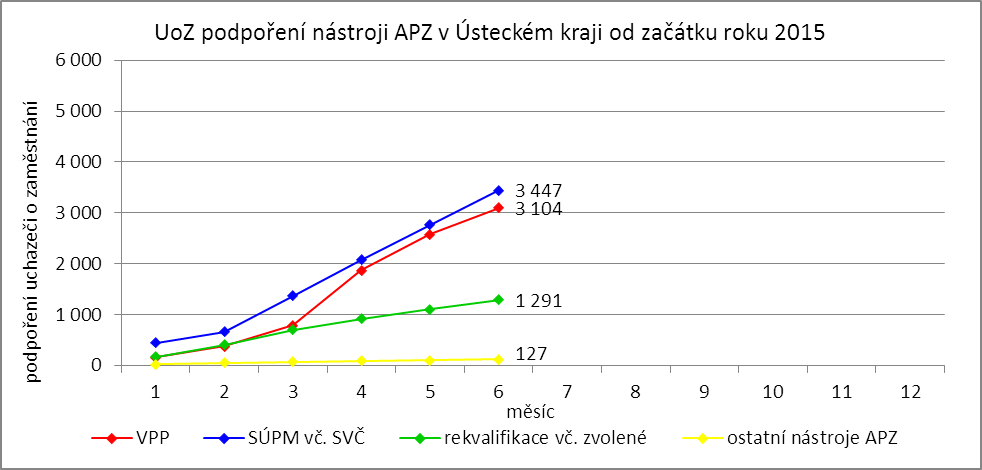 UoZ podpoření nástroji APZ v Ústeckém kraji od začátku roku 2015
podpoření uchazeči o zaměstnání
6 000
5 000
4 000
3 000
2 000
1 000
0
3 447
3 104
1 291
127
1 2 3 4 5 6 7 8 9 10 11 12
měsíc
VPP SÚPM vč. SVČ rekvalifikace vč. zvolené ostatní nástroje APZ